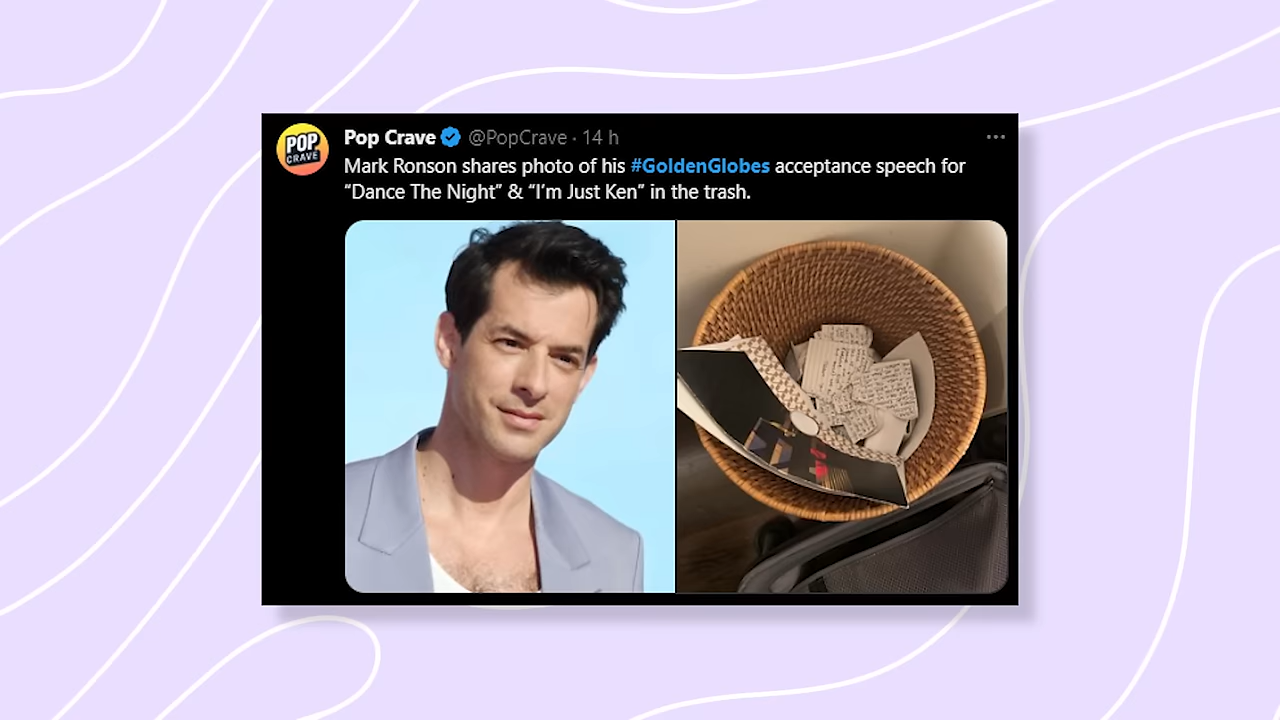 POP
CRAVE
Pop Crave @PopCrave · 14 h
Mark Ronson shares photo of his #GoldenGlobes acceptance speech for
“Dance The Night” & “I’m Just Ken” in the trash.